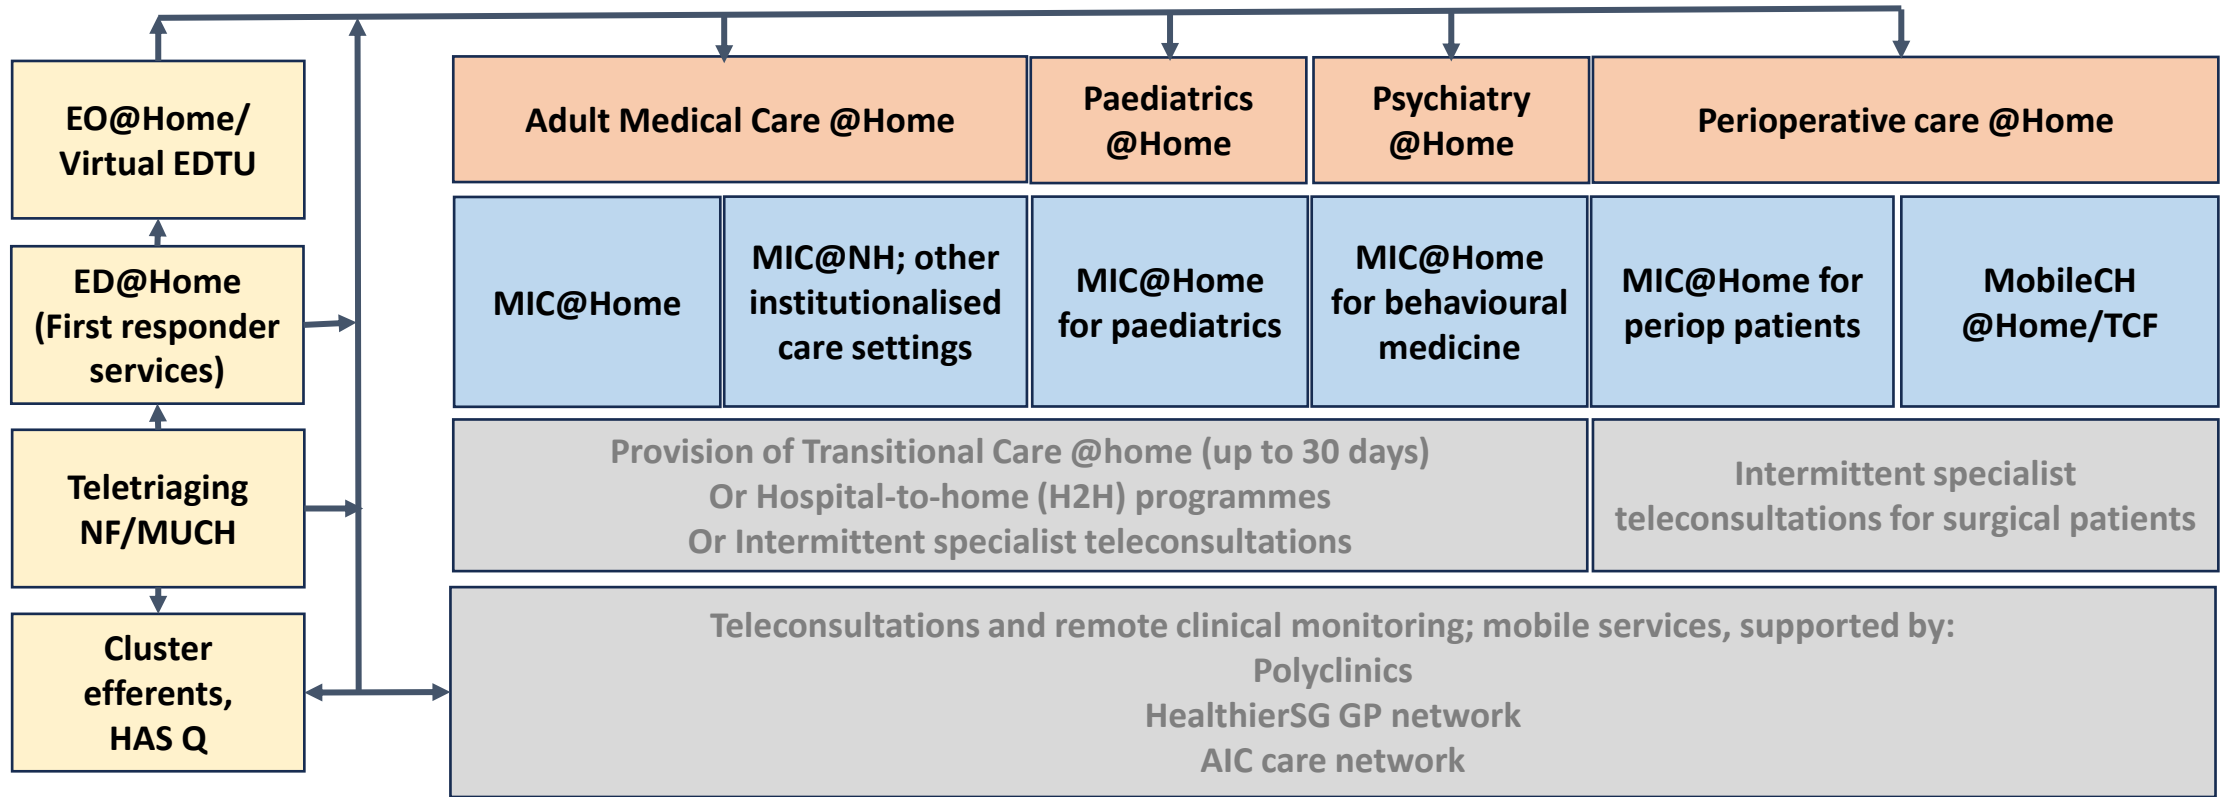 EO@Home/
Virtual EDTU
Adult Medical Care @Home
Paediatrics
@Home
Psychiatry
@Home
Perioperative care @Home
ED@Home
(First responder
services)
MIC@Home
MIC@NH; other
institutionalised
care settings
MIC@Home
for paediatrics
MIC@Home
for behavioural
medicine
MIC@Home for
periop patients
MobileCH
@Home/TCF
Teletriaging
NF/MUCH
Provision of Transitional Care @home (up to 30 days)
Or Hospital-to-home (H2H) programmes
Or Intermittent specialist teleconsultations
Intermittent specialist
teleconsultations for surgical patients
Cluster
efferents,
HAS Q
Teleconsultations and remote clinical monitoring; mobile services, supported by:
Polyclinics
HealthierSG GP network
AIC care network